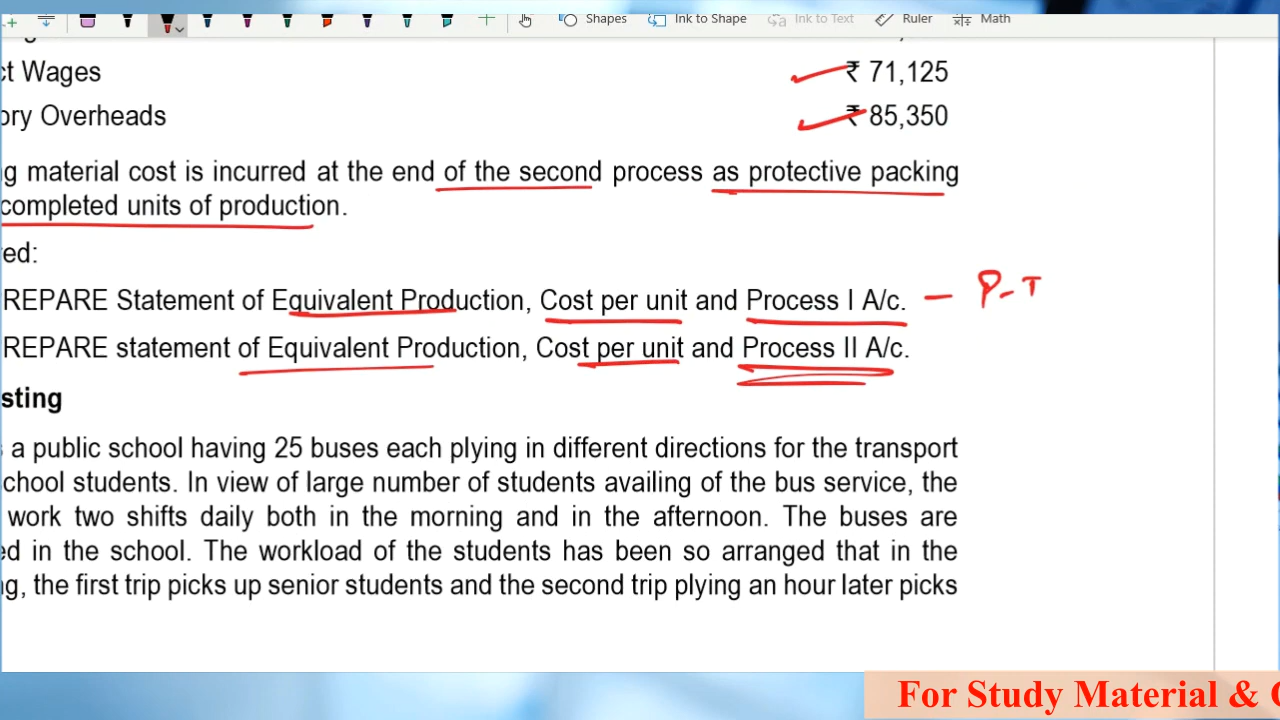 Shapes Ink to Shape Ink to Text Ruler Math
ct Wages ₹ 71,125
ory Overheads ₹ 85,350
g material cost is incurred at the end of the second process as protective packing
completed units of production.
red:
REPARE Statement of Equivalent Production, Cost per unit and Process I A/c. — P-I
REPARE statement of Equivalent Production, Cost per unit and Process II A/c.
sting
a public school having 25 buses each plying in different directions for the transport
chool students. In view of large number of students availing of the bus service, the
work two shifts daily both in the morning and in the afternoon. The buses are
ed in the school. The workload of the students has been so arranged that in the
g, the first trip picks up senior students and the second trip plying an hour later picks
For Study Material &